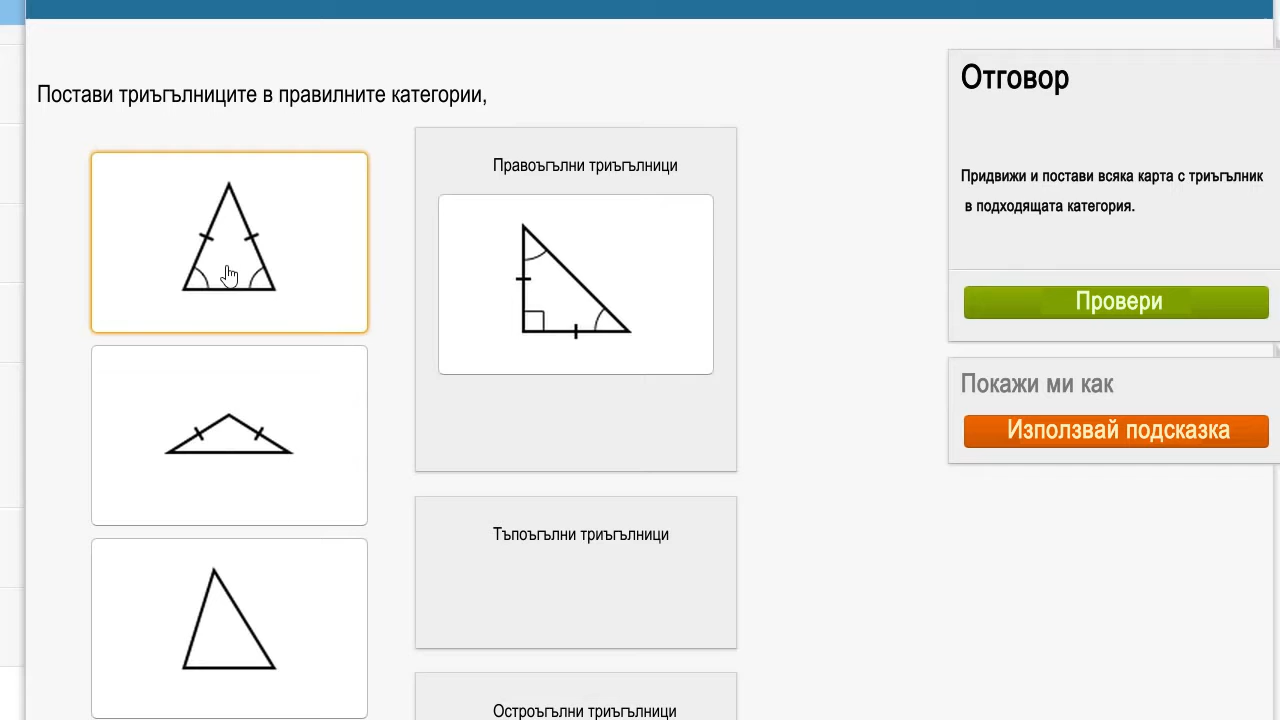 Постави триъгълниците в правилните категории,
Правоъгълни триъгълници
Тъпоъгълни триъгълници
Остроъгълни триъгълници
Отговор
Придвижи и постави всяка карта с триъгълник
в подходящата категория.
Провери
Покажи ми как
Използвай подсказка